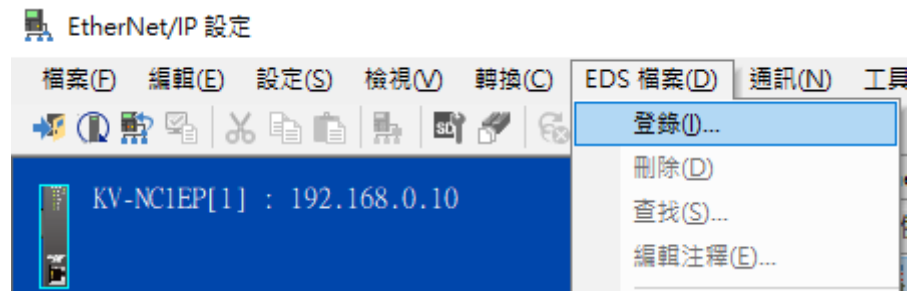 EtherNet/IP 設定
檔案(F) 編輯(E) 設定(S) 檢視(V) 轉換(C) EDS 檔案(D) 通訊(N) 工具
登錄(I)...
KV-NC1EP[1] : 192.168.0.10
刪除(D)
查找(S)...
編輯注釋(E)...